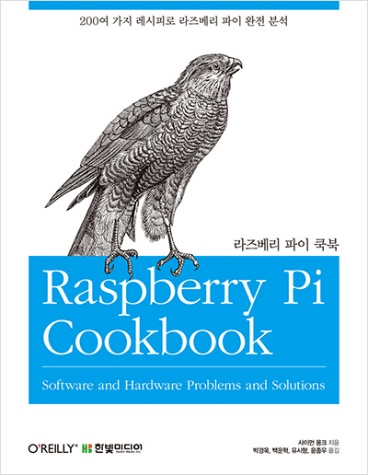 200여 가지 레시피로 라즈베리 파이 완전 분석
라즈베리 파이 쿡북
Raspberry Pi
Cookbook
Software and Hardware Problems and Solutions
사이먼 몽크 지음
O'REILLY 한빛미디어
박경욱, 백운혁, 유시형, 윤종우 옮김